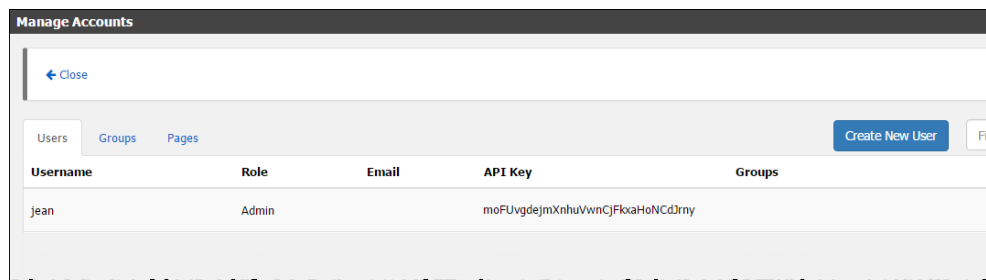 Manage Accounts
Close
Users Groups Pages Create New User
Username Role Email API Key Groups
jean Admin moFUvgdejmXnhuVwnCjFkxaHoNCdJrny